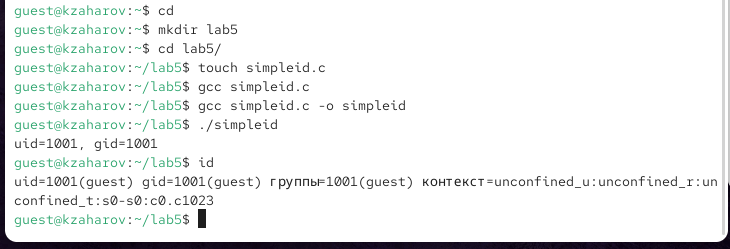 guest@kzaharov:~$ cd
guest@kzaharov:~$ mkdir lab5
guest@kzaharov:~$ cd lab5/
guest@kzaharov:~/lab5$ touch simpleid.c
guest@kzaharov:~/lab5$ gcc simpleid.c
guest@kzaharov:~/lab5$ gcc simpleid.c -o simpleid
guest@kzaharov:~/lab5$ ./simpleid
uid=1001, gid=1001
guest@kzaharov:~/lab5$ id
uid=1001(guest) gid=1001(guest) группы=1001(guest) контекст=unconfined_u:unconfined_r:un
confined_t:s0-s0:c0.c1023
guest@kzaharov:~/lab5$